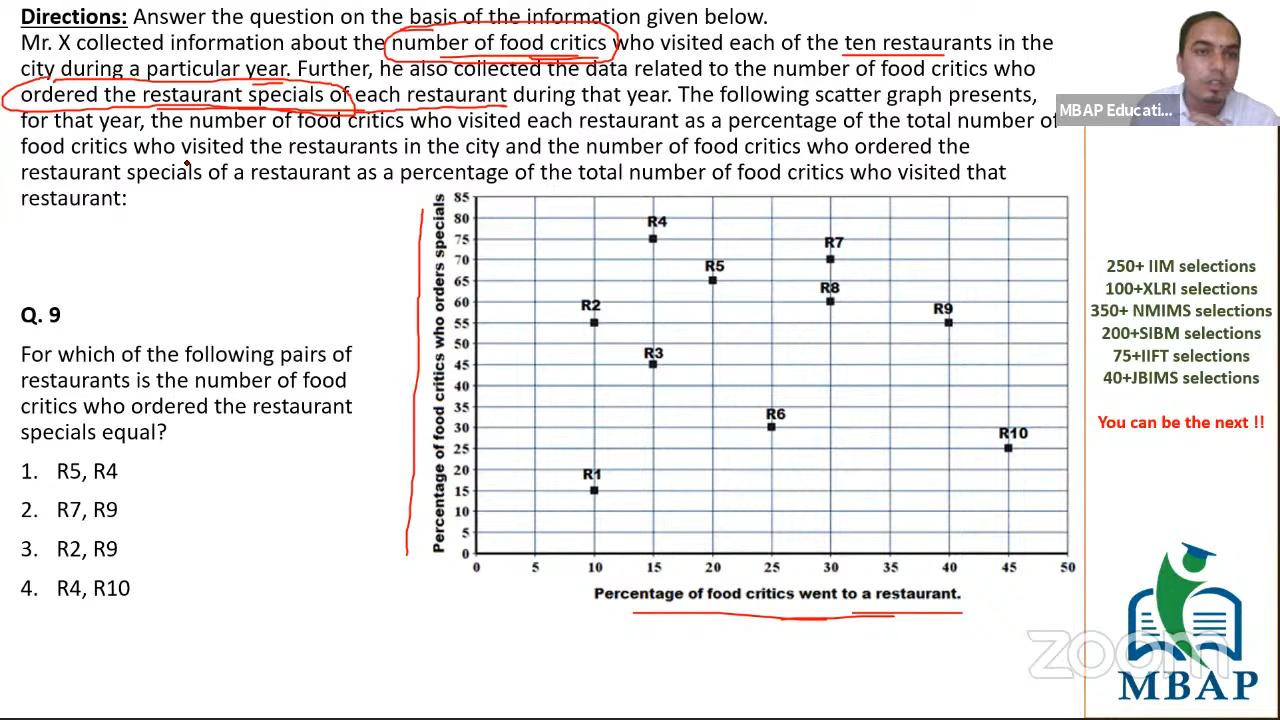 Directions: Answer the question on the basis of the information given below.
Mr. X collected information about the number of food critics who visited each of the ten restaurants in the
city during a particular year. Further, he also collected the data related to the number of food critics who
ordered the restaurant specials of each restaurant during that year. The following scatter graph presents,
for that year, the number of food critics who visited each restaurant as a percentage of the total number of
food critics who visited the restaurants in the city and the number of food critics who ordered the
restaurant specials of a restaurant as a percentage of the total number of food critics who visited that
restaurant:
MBAP Educati...
Q. 9
For which of the following pairs of
restaurants is the number of food
critics who ordered the restaurant
specials equal?
1. R5, R4
2. R7, R9
3. R2, R9
4. R4, R10
Percentage of food critics who orders specials
85
80
75
70
65
60
55
50
45
40
35
30
25
20
15
10
5
0
R4
R7
R5
R8
R2
R9
R3
R6
R10
R1
0 5 10 15 20 25 30 35 40 45 50
Percentage of food critics went to a restaurant.
250+ IIM selections
100+XLRI selections
350+ NMIMS selections
200+SIBM selections
75+IIFT selections
40+JBIMS selections
You can be the next !!
zoom
MBAP